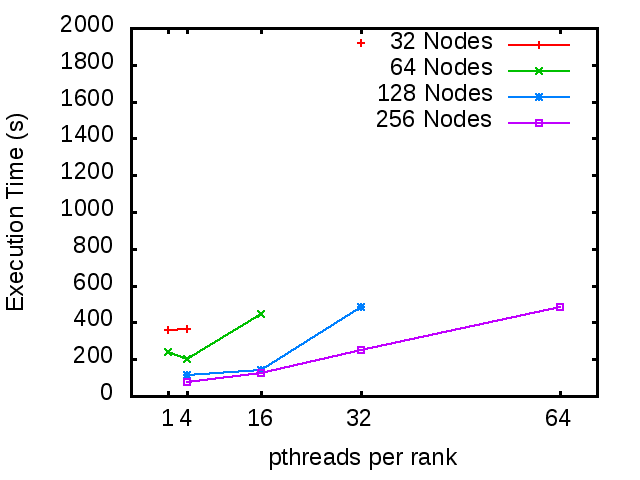 2000
1800
1600
1400
1200
1000
800
600
400
200
0
Execution Time (s)
32 Nodes
64 Nodes
128 Nodes
256 Nodes
1 4 16 32 64
pthreads per rank